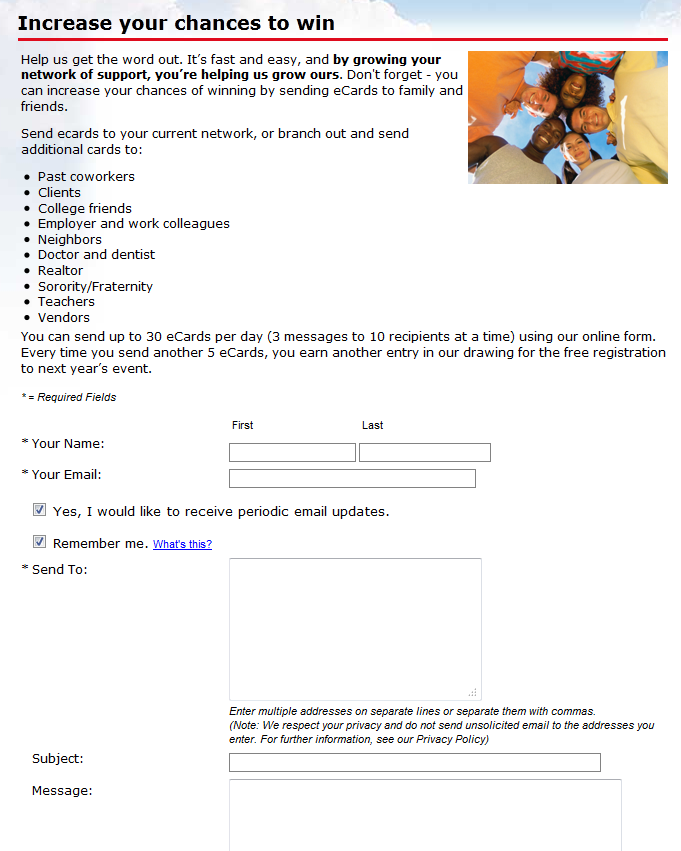 Increase your chances to win
Help us get the word out. It’s fast and easy, and by growing your
network of support, you’re helping us grow ours. Don't forget - you
can increase your chances of winning by sending eCards to family and
friends.
Send ecards to your current network, or branch out and send
additional cards to:
• Past coworkers
• Clients
• College friends
• Employer and work colleagues
• Neighbors
• Doctor and dentist
• Realtor
• Sorority/Fraternity
• Teachers
• Vendors
You can send up to 30 eCards per day (3 messages to 10 recipients at a time) using our online form.
Every time you send another 5 eCards, you earn another entry in our drawing for the free registration
to next year’s event.
* = Required Fields
First Last
* Your Name:
* Your Email:
Yes, I would like to receive periodic email updates.
Remember me. What's this?
* Send To:
Enter multiple addresses on separate lines or separate them with commas.
(Note: We respect your privacy and do not send unsolicited email to the addresses you
enter. For further information, see our Privacy Policy)
Subject:
Message: